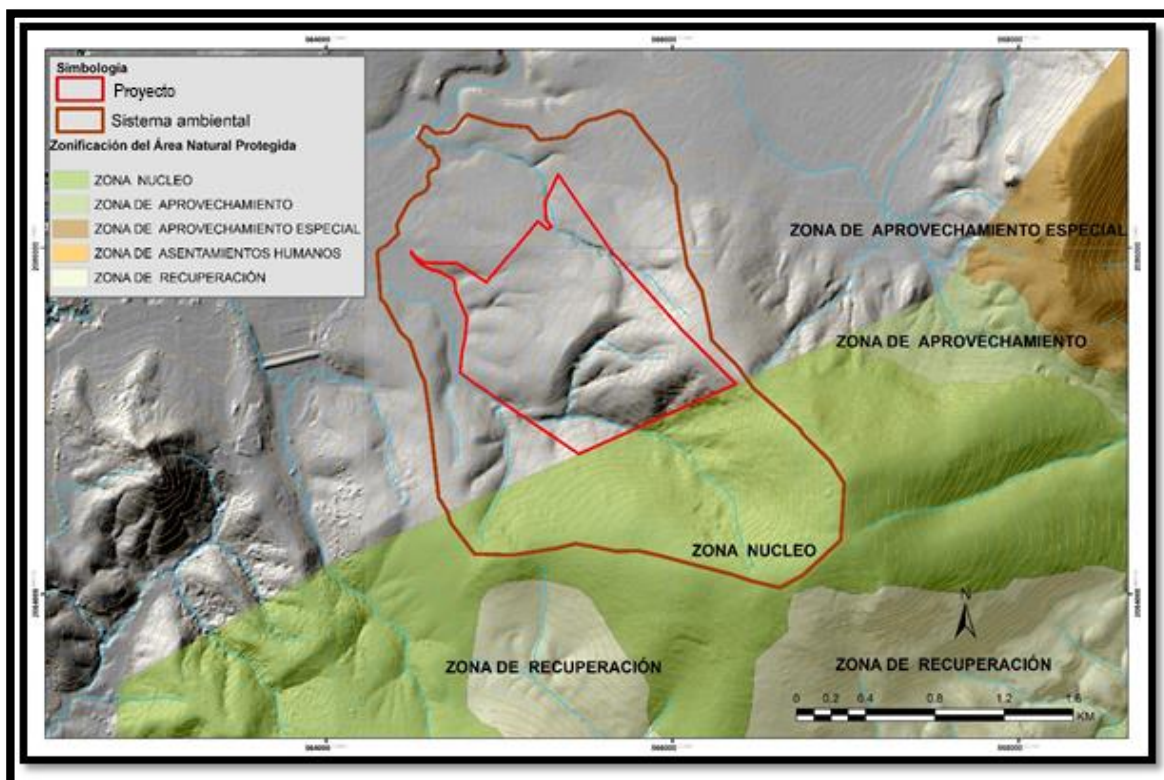 Simbología
Proyecto
Sistema ambiental
Zonificación del Área Natural Protegida
ZONA NUCLEO
ZONA DE APROVECHAMIENTO
ZONA DE APROVECHAMIENTO ESPECIAL
ZONA DE ASENTAMIENTOS HUMANOS
ZONA DE RECUPERACIÓN
ZONA DE APROVECHAMIENTO ESPECIAL
ZONA DE APROVECHAMIENTO
ZONA NUCLEO
ZONA DE RECUPERACIÓN
ZONA DE RECUPERACIÓN
N
0 0.2 0.4 0.8 1.2 1.6
KM